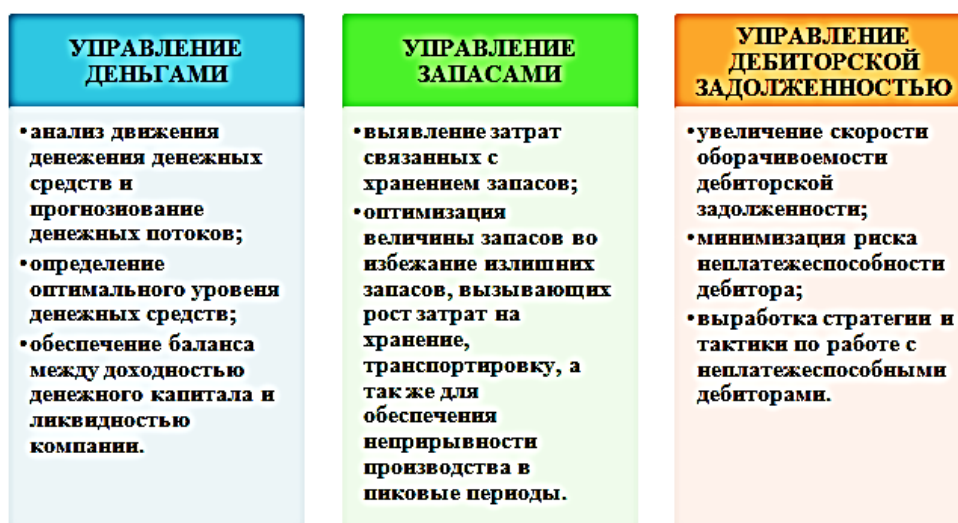 УПРАВЛЕНИЕ
ДЕНЬГАМИ
•анализ движения
денежения денежных
средств и
прогнозиование
денежных потоков;
•определение
оптимального уровеня
денежных средств;
•обеспечение баланса
между доходностью
денежного капитала и
ликвидностью
компании.
УПРАВЛЕНИЕ
ЗАПАСАМИ
•выявление затрат
связанных с
хранением запасов;
•оптимизация
величины запасов во
избежание излишних
запасов, вызывающих
рост затрат на
хранение,
транспортировку, а
так же для
обеспечения
неприрывности
производства в
пиковые периоды.
УПРАВЛЕНИЕ
ДЕБИТОРСКОЙ
ЗАДОЛЖЕННОСТЬЮ
•увеличение скорости
оборачивоемости
дебиторской
задолженности;
•минимизация риска
неплатежеспособности
дебитора;
•выработка стратегии и
тактики по работе с
неплатежеспособными
дебиторами.